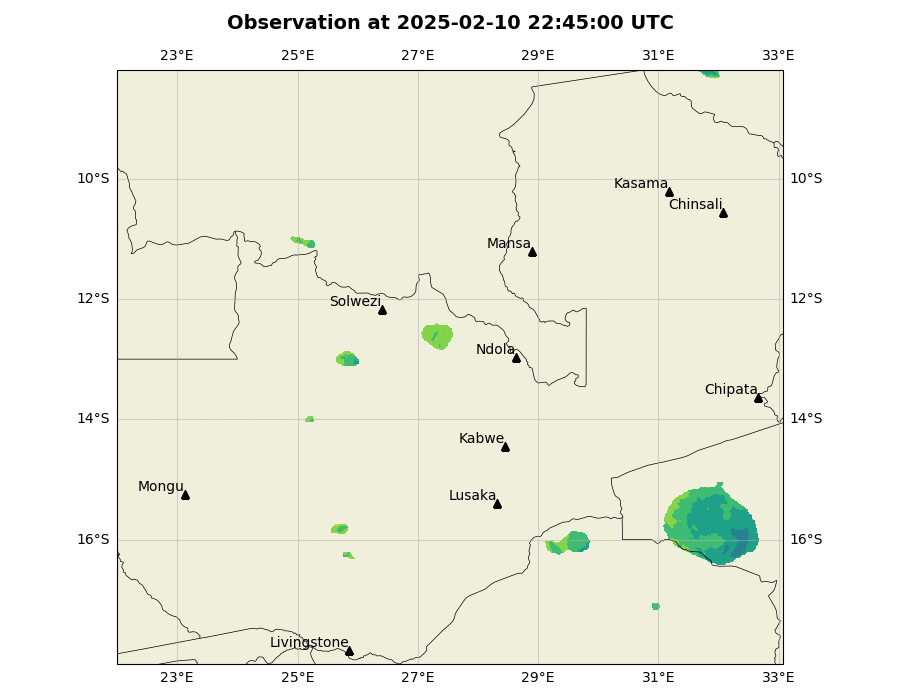 Observation at 2025-02-10 22:45:00 UTC
23°E 25°E 27°E 29°E 31°E 33°E
10°S 10°S
Kasama
Chinsali
Mansa
12°S 12°S
Solwezi
Ndola
Chipata
14°S 14°S
Kabwe
Mongu
Lusaka
16°S 16°S
Livingstone
23°E 25°E 27°E 29°E 31°E 33°E